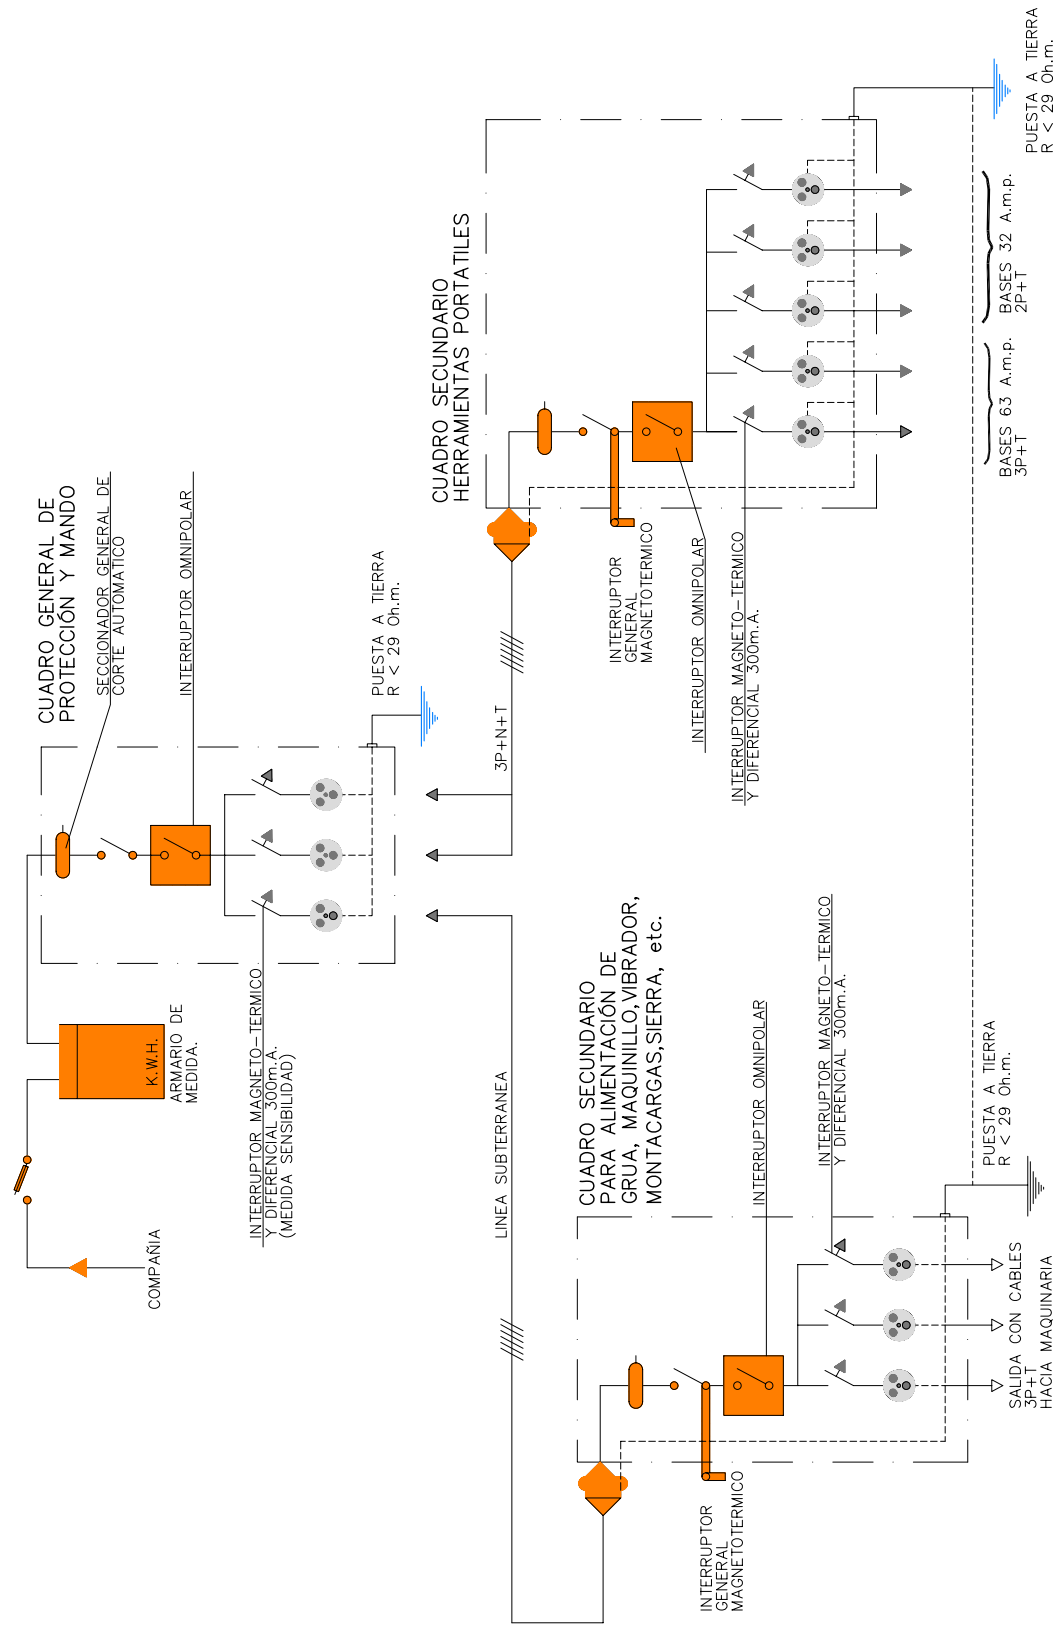 COMPAÑIA
K.W.H.
ARMARIO DE
MEDIDA.
CUADRO GENERAL DE
PROTECCIÓN Y MANDO
SECCIONADOR GENERAL DE
CORTE AUTOMATICO
INTERRUPTOR OMNIPOLAR
INTERRUPTOR MAGNETO-TERMICO
Y DIFERENCIAL 300m.A.
(MEDIDA SENSIBILIDAD)
PUESTA A TIERRA
R < 29 Oh.m.
LINEA SUBTERRANEA
3P+N+T
CUADRO SECUNDARIO
HERRAMIENTAS PORTATILES
INTERRUPTOR
GENERAL
MAGNETOTERMICO
INTERRUPTOR OMNIPOLAR
INTERRUPTOR MAGNETO-TERMICO
Y DIFERENCIAL 300m.A.
BASES 63 A.m.p.
3P+T
BASES 32 A.m.p.
2P+T
PUESTA A TIERRA
R < 29 Oh.m.
CUADRO SECUNDARIO
PARA ALIMENTACIÓN DE
GRUA, MAQUINILLO,VIBRADOR,
MONTACARGAS,SIERRA, etc.
INTERRUPTOR
GENERAL
MAGNETOTERMICO
INTERRUPTOR OMNIPOLAR
INTERRUPTOR MAGNETO-TERMICO
Y DIFERENCIAL 300m.A.
PUESTA A TIERRA
R < 29 Oh.m.
SALIDA CON CABLES
3P+T
HACIA MAQUINARIA